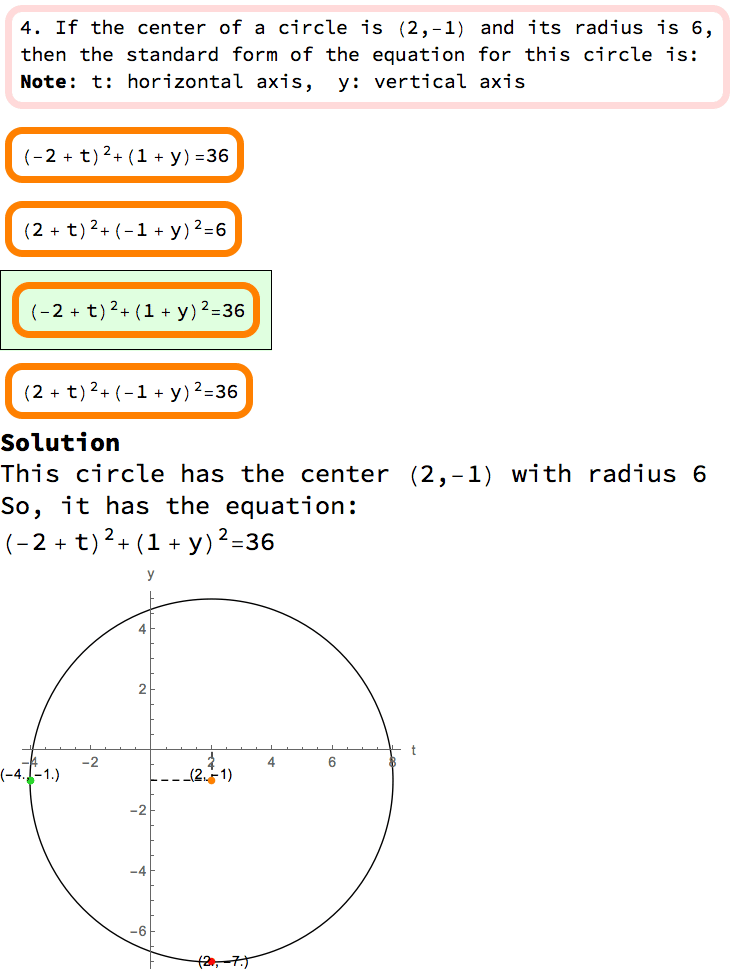 4. If the center of a circle is (2,-1) and its radius is 6,
then the standard form of the equation for this circle is:
Note: t: horizontal axis, y: vertical axis
(-2 + t)²+(1 + y)=36
(2 + t)²+(-1 + y)²=6
(-2 + t)²+(1 + y)²=36
(2 + t)²+(-1 + y)²=36
Solution
This circle has the center (2,-1) with radius 6
So, it has the equation:
(-2 + t)²+(1 + y)²=36
y
4
2
t
-4 -2 2 4 6 8
(-4., -1.) (2, -1)
-2
-4
-6
(2., -7.)